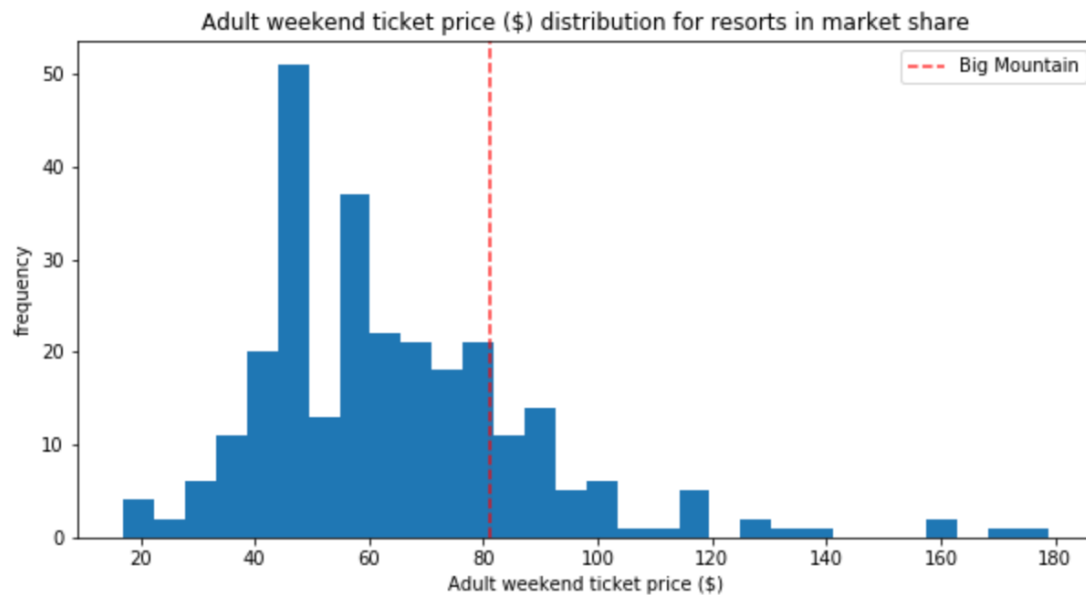 Adult weekend ticket price ($) distribution for resorts in market share
Big Mountain
50
40
30
20
10
0
frequency
20 40 60 80 100 120 140 160 180
Adult weekend ticket price ($)